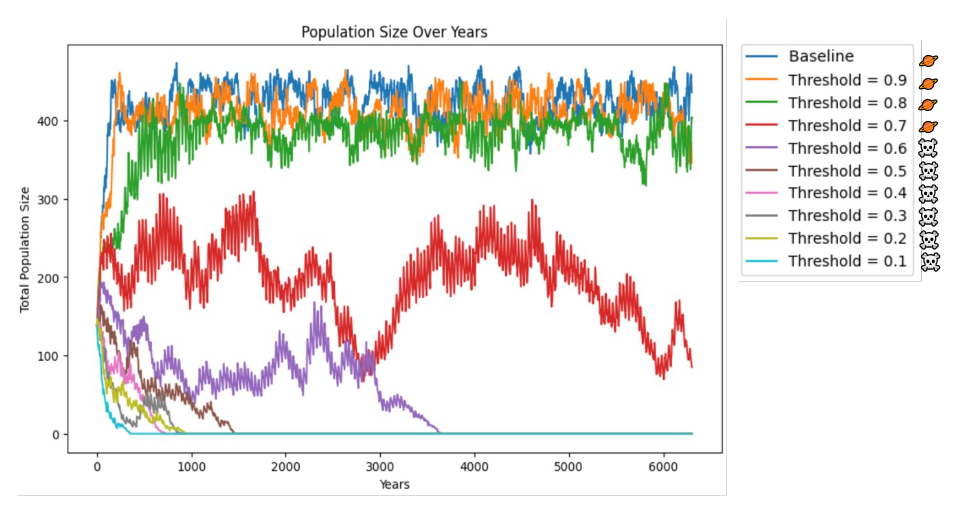 Population Size Over Years
Total Population Size
400
300
200
100
0
0 1000 2000 3000 4000 5000 6000
Years
Baseline
Threshold = 0.9
Threshold = 0.8
Threshold = 0.7
Threshold = 0.6
Threshold = 0.5
Threshold = 0.4
Threshold = 0.3
Threshold = 0.2
Threshold = 0.1